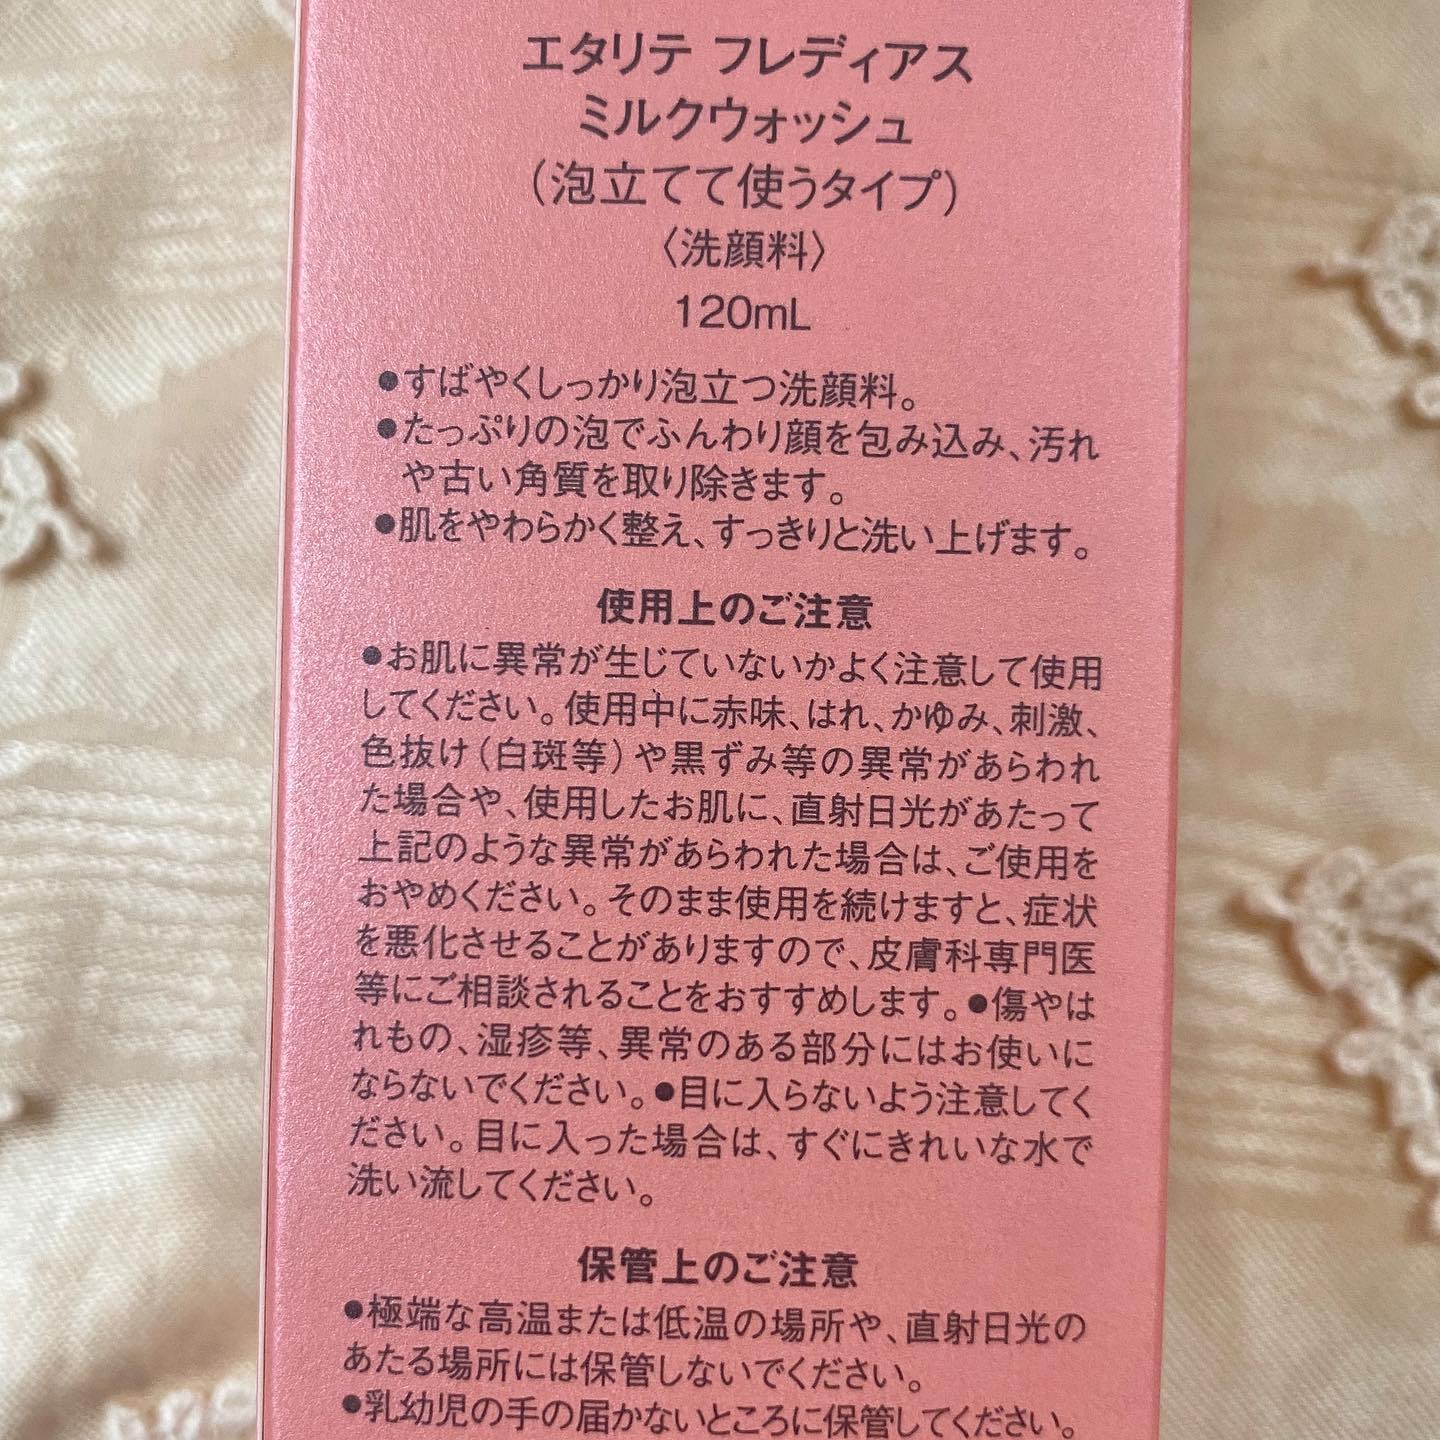 エタリテ フレディアス
ミルクウォッシュ
（泡立てて使うタイプ）
〈洗顔料〉
120mL
●すばやくしっかり泡立つ洗顔料。
●たっぷりの泡でふんわり顔を包み込み、汚れ
や古い角質を取り除きます。
●肌をやわらかく整え、すっきりと洗い上げます。
使用上のご注意
●お肌に異常が生じていないかよく注意して使用
してください。使用中に赤味、はれ、かゆみ、刺激、
色抜け（白斑等）や黒ずみ等の異常があらわれ
た場合や、使用したお肌に、直射日光があたって
上記のような異常があらわれた場合は、ご使用を
おやめください。そのまま使用を続けますと、症状
を悪化させることがありますので、皮膚科専門医
等にご相談されることをおすすめします。●傷やは
れもの、湿疹等、異常のある部分にはお使いに
ならないでください。●目に入らないよう注意してく
ださい。目に入った場合は、すぐにきれいな水で
洗い流してください。
保管上のご注意
●極端な高温または低温の場所や、直射日光の
あたる場所には保管しないでください。
●乳幼児の手の届かないところに保管してください。